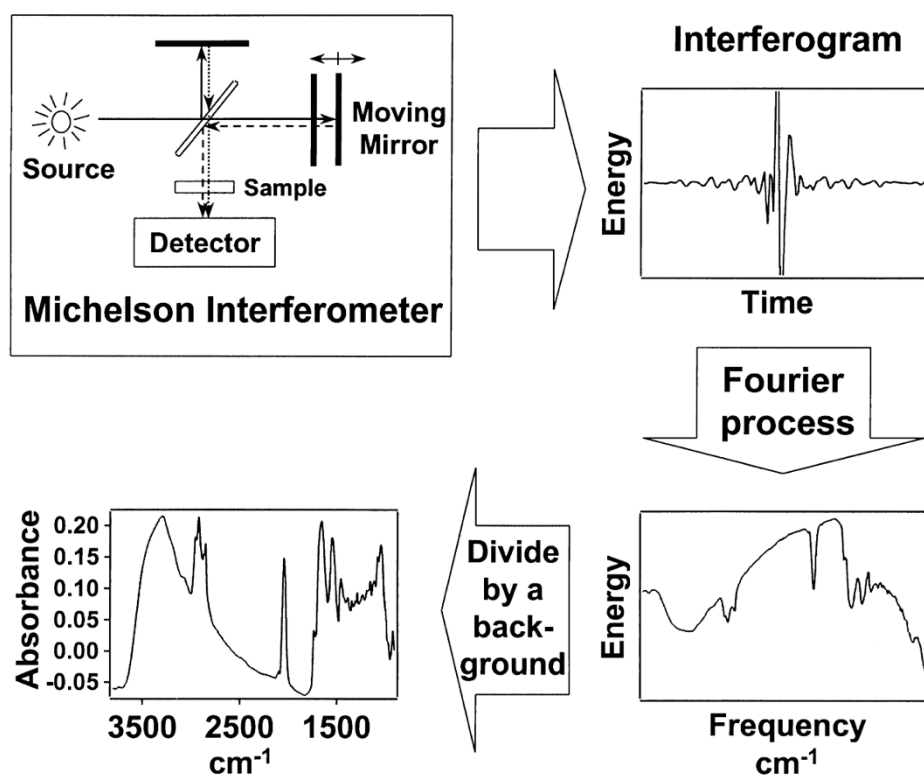 Source
Moving
Mirror
Sample
Detector
Michelson Interferometer
Interferogram
Energy
Time
Fourier
process
Energy
Frequency
cm-1
Divide
by a
back-
ground
Absorbance
0.20
0.15
0.10
0.05
0.00
-0.05
3500
2500
1500
cm-1